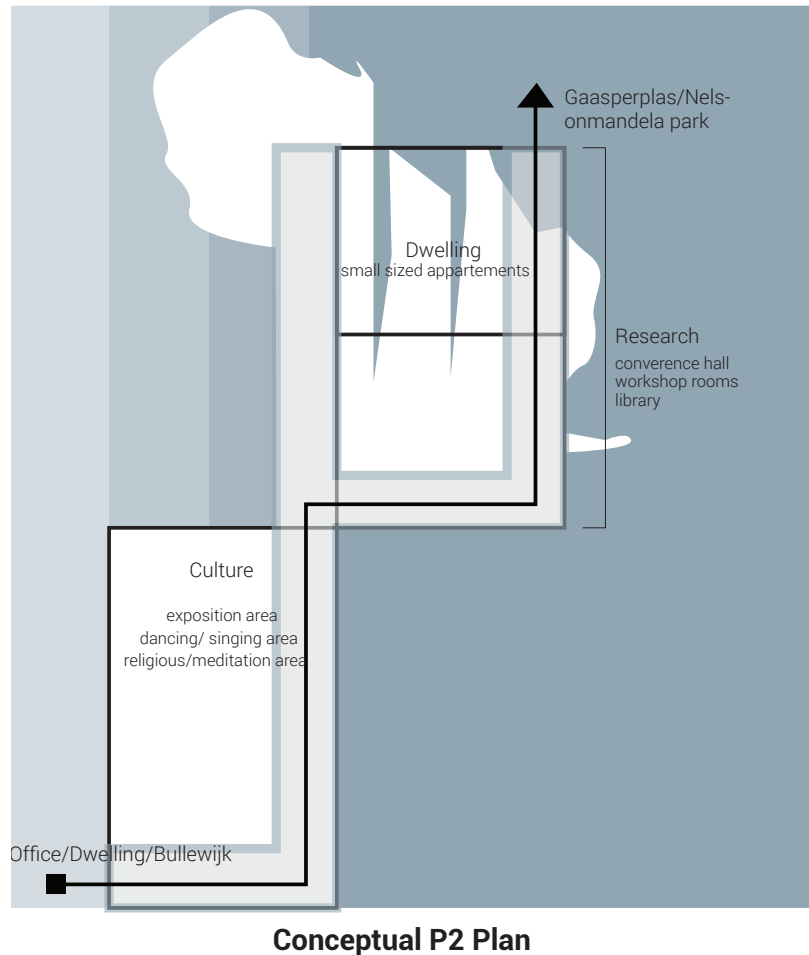 Gaasperplas/Nels-
onmandela park
Dwelling
small sized appartements
Research
converence hall
workshop rooms
library
Culture
exposition area
dancing/ singing area
religious/meditation area
Office/Dwelling/Bullewijk
Conceptual P2 Plan